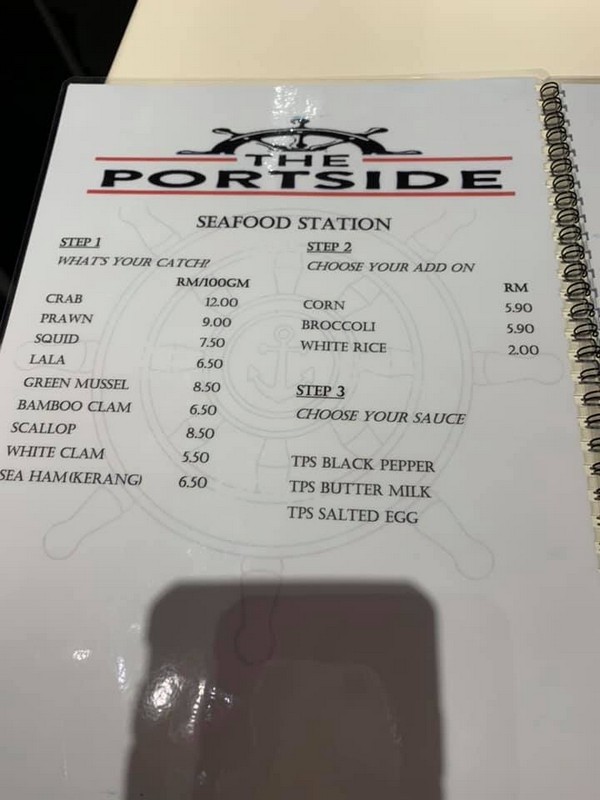 THE
PORTSIDE
SEAFOOD STATION
STEP 1
WHAT'S YOUR CATCH?
RM/100GM
CRAB 12.00
PRAWN 9.00
SQUID 7.50
LALA 6.50
GREEN MUSSEL 8.50
BAMBOO CLAM 6.50
SCALLOP 8.50
WHITE CLAM 5.50
SEA HAM(KERANG) 6.50
STEP 2
CHOOSE YOUR ADD ON
RM
CORN 5.90
BROCCOLI 5.90
WHITE RICE 2.00
STEP 3
CHOOSE YOUR SAUCE
TPS BLACK PEPPER
TPS BUTTER MILK
TPS SALTED EGG